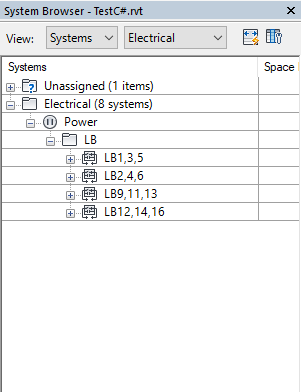 System Browser - TestC#.rvt
View: Systems Electrical
Systems Space
Unassigned (1 items)
Electrical (8 systems)
Power
LB
LB1,3,5
LB2,4,6
LB9,11,13
LB12,14,16